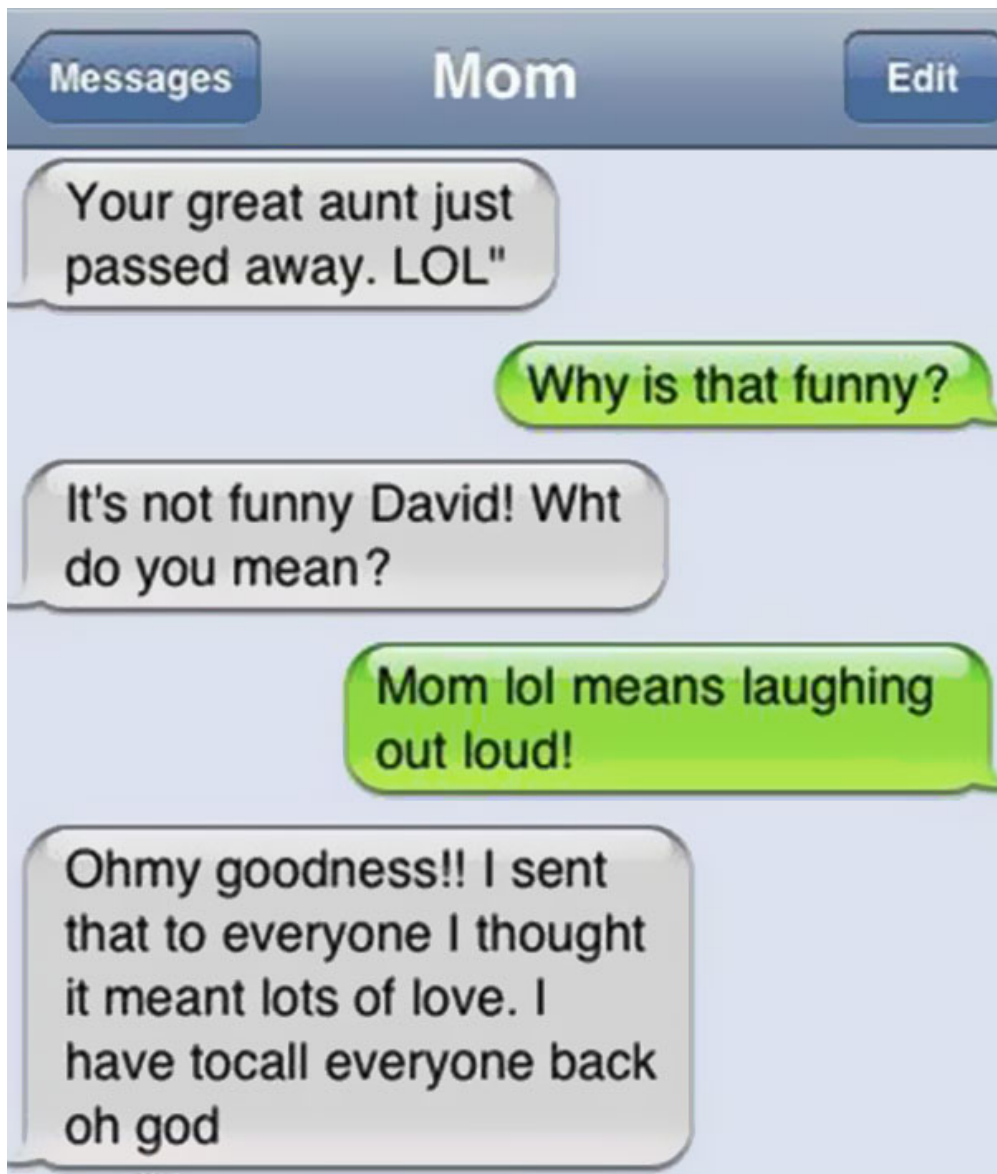 Messages Mom Edit
Your great aunt just
passed away. LOL"
Why is that funny?
It's not funny David! Wht
do you mean?
Mom lol means laughing
out loud!
Ohmy goodness!! I sent
that to everyone I thought
it meant lots of love. I
have tocall everyone back
oh god